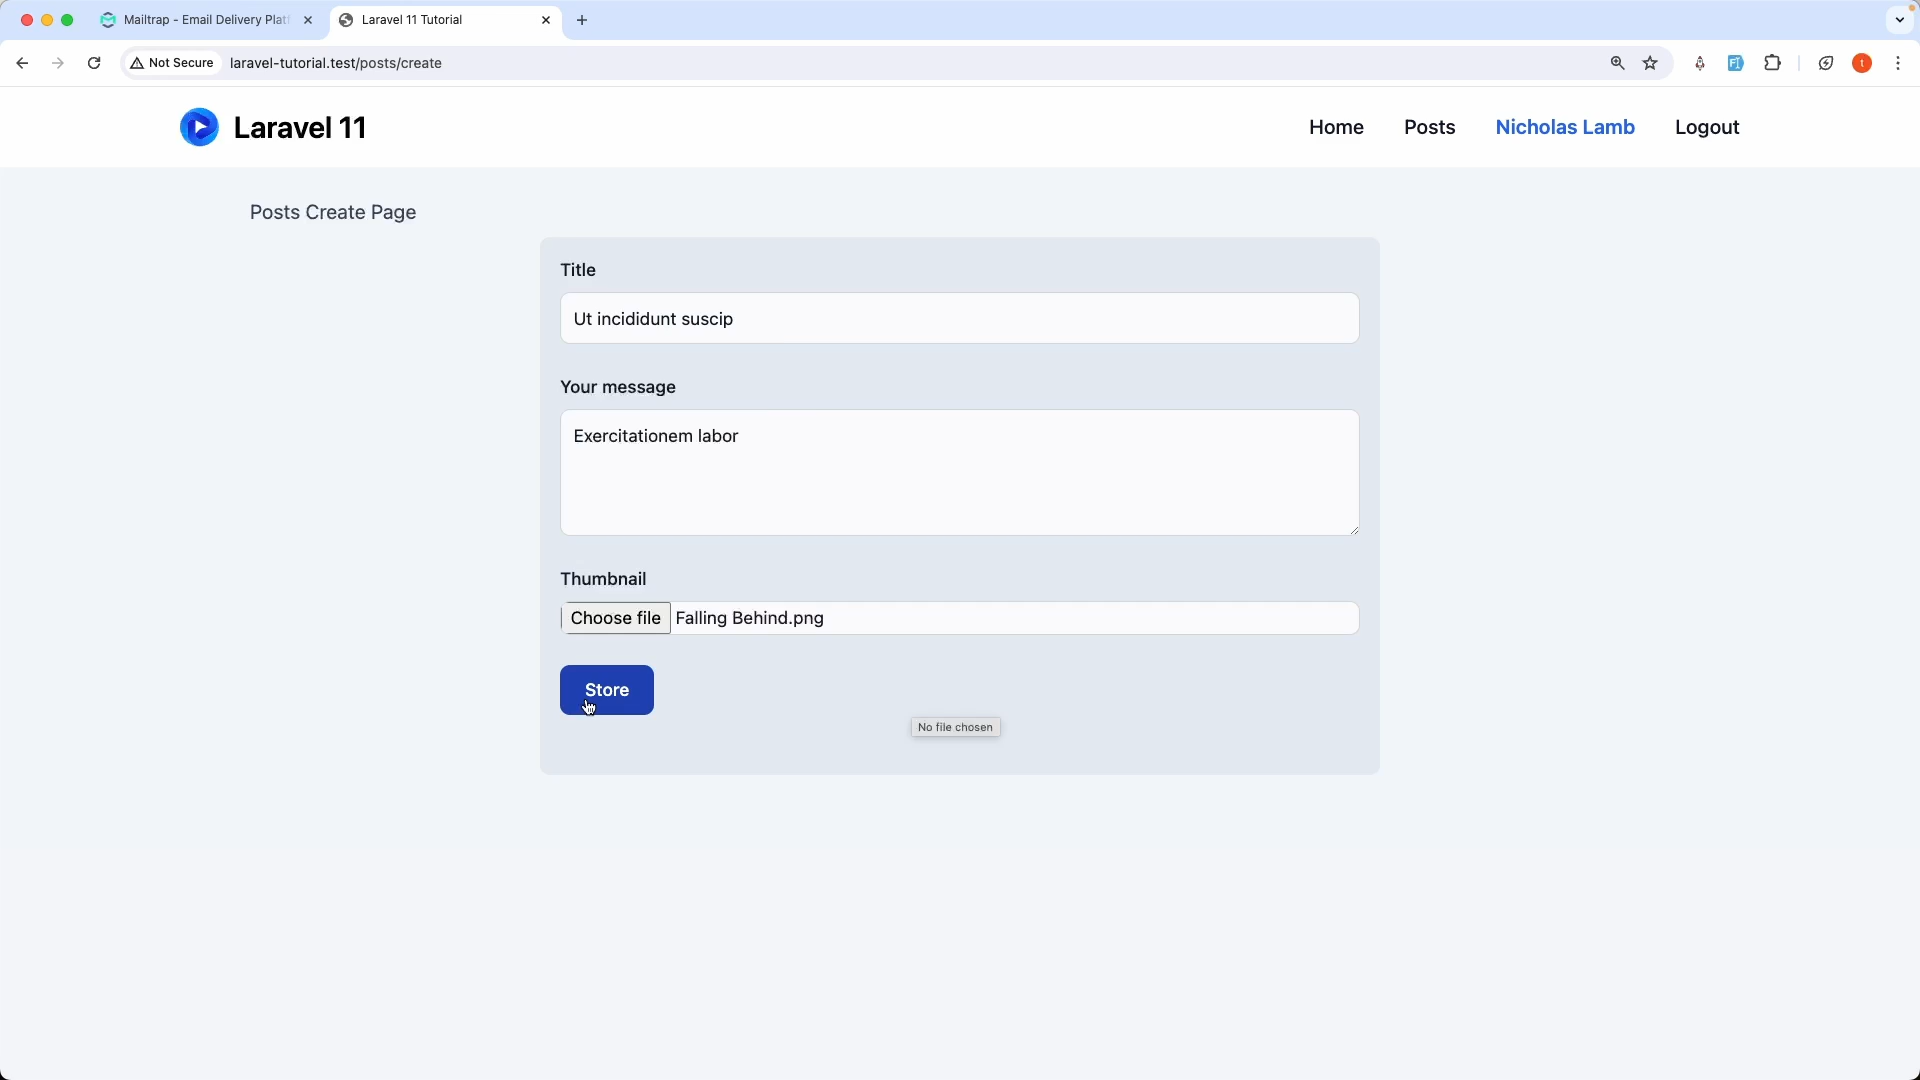 Mailtrap - Email Delivery Plat
Laravel 11 Tutorial
Not Secure
laravel-tutorial.test/posts/create
t
Laravel 11
Home
Posts
Nicholas Lamb
Logout
Posts Create Page
Title
Ut incididunt suscip
Your message
Exercitationem labor
Thumbnail
Choose file Falling Behind.png
Store
No file chosen